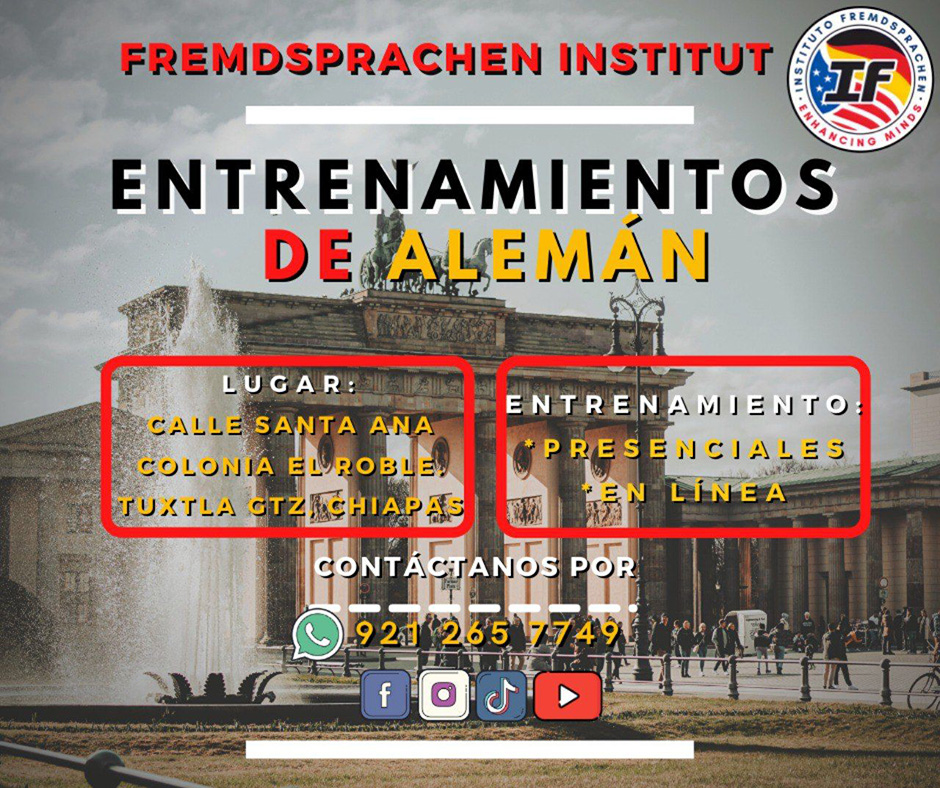 FREMDSPRACHEN INSTITUT
· INSTITUTO FREMDSPRACHEN ·
IF
ENHANCING MINDS
ENTRENAMIENTOS
DE ALEMÁN
LUGAR:
CALLE SANTA ANA
COLONIA EL ROBLE,
TUXTLA GTZ, CHIAPAS
ENTRENAMIENTO:
*PRESENCIALES
*EN LÍNEA
CONTÁCTANOS POR
921 265 7749